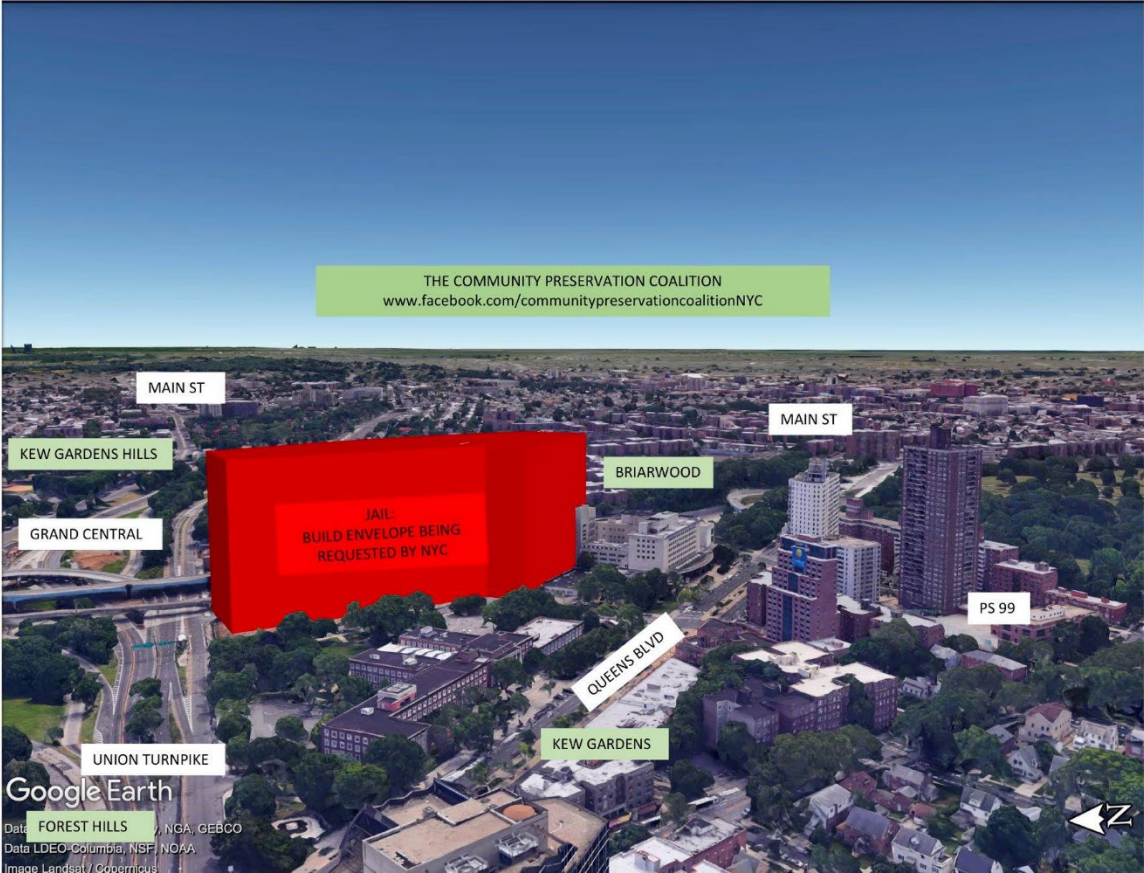 THE COMMUNITY PRESERVATION COALITION
www.facebook.com/communitypreservationcoalitionNYC
MAIN ST
MAIN ST
KEW GARDENS HILLS
BRIARWOOD
JAIL:
BUILD ENVELOPE BEING
REQUESTED BY NYC
GRAND CENTRAL
PS 99
QUEENS BLVD
KEW GARDENS
UNION TURNPIKE
Google Earth
FOREST HILLS
Data , NGA, GEBCO
Data LDEO-Columbia, NSF, NOAA
Image Landsat / Copernicus
Z